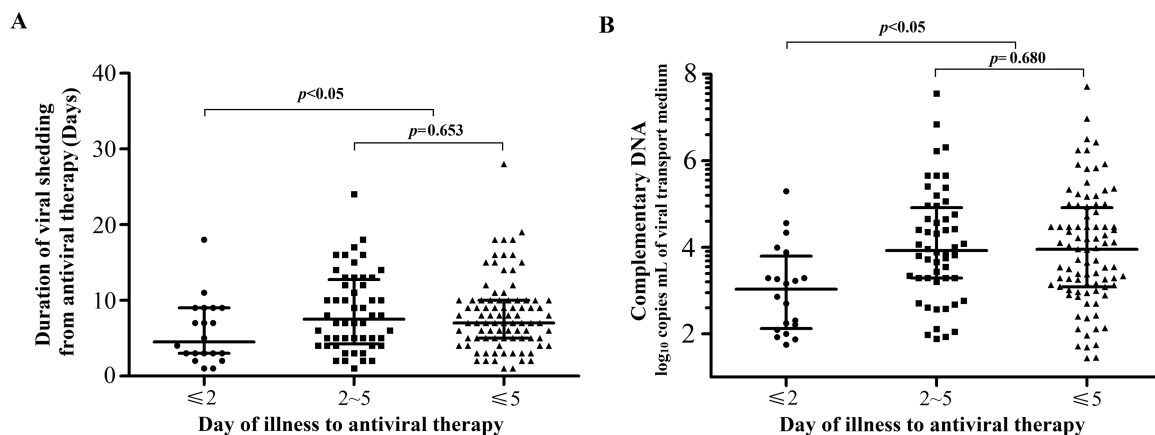 A
Duration of viral shedding
from antiviral therapy (Days)
40
30
20
10
0
p<0.05
p=0.653
⩽2
2~5
⩽5
Day of illness to antiviral therapy
B
Complementary DNA
log₁₀ copies mL of viral transport medium
8
6
4
2
p<0.05
p=0.680
⩽2
2~5
⩽5
Day of illness to antiviral therapy